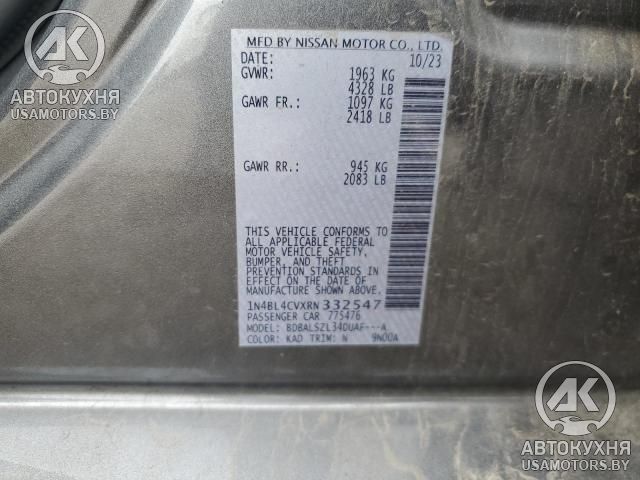 MFD BY NISSAN MOTOR CO., LTD.
DATE: 10/23
GVWR: 1963 KG
4328 LB
GAWR FR.: 1097 KG
2418 LB
GAWR RR.: 945 KG
2083 LB
THIS VEHICLE CONFORMS TO
ALL APPLICABLE FEDERAL
MOTOR VEHICLE SAFETY,
BUMPER, AND THEFT
PREVENTION STANDARDS IN
EFFECT ON THE DATE OF
MANUFACTURE SHOWN ABOVE.
1N4BL4CVXRN332547
PASSENGER CAR 775476
MODEL: BDBALSZL34DUAF---A
COLOR: KAD TRIM: N 9N00A
АК
АВТОКУХНЯ
USAMOTORS.BY
АК
АВТОКУХНЯ
USAMOTORS.BY